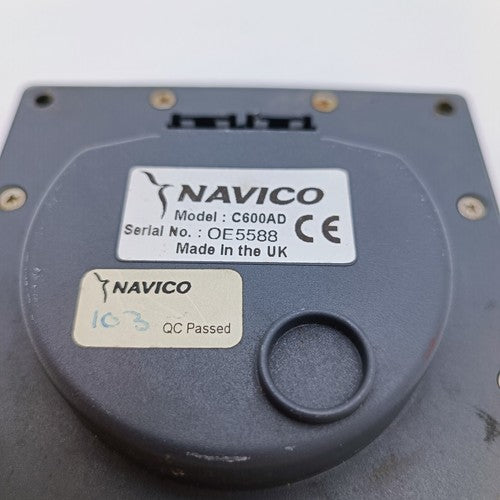 NAVICO
Model : C600AD
Serial No. : OE5588 CE
Made in the UK
NAVICO
103 QC Passed